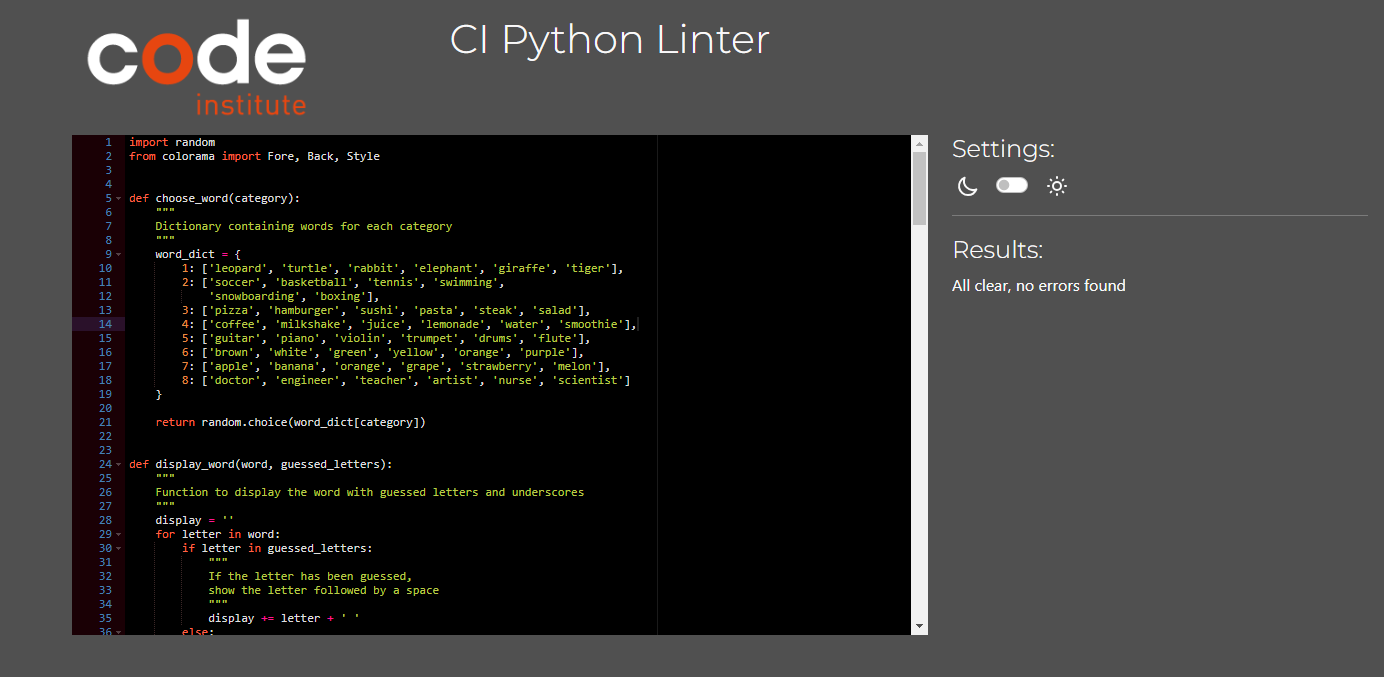 code
institute
CI Python Linter
1 import random
2 from colorama import Fore, Back, Style
3
4
5 def choose_word(category):
6     """
7     Dictionary containing words for each category
8     """
9     word_dict = {
10         1: ['leopard', 'turtle', 'rabbit', 'elephant', 'giraffe', 'tiger'],
11         2: ['soccer', 'basketball', 'tennis', 'swimming',
12             'snowboarding', 'boxing'],
13         3: ['pizza', 'hamburger', 'sushi', 'pasta', 'steak', 'salad'],
14         4: ['coffee', 'milkshake', 'juice', 'lemonade', 'water', 'smoothie'],
15         5: ['guitar', 'piano', 'violin', 'trumpet', 'drums', 'flute'],
16         6: ['brown', 'white', 'green', 'yellow', 'orange', 'purple'],
17         7: ['apple', 'banana', 'orange', 'grape', 'strawberry', 'melon'],
18         8: ['doctor', 'engineer', 'teacher', 'artist', 'nurse', 'scientist']
19     }
20
21     return random.choice(word_dict[category])
22
23
24 def display_word(word, guessed_letters):
25     """
26     Function to display the word with guessed letters and underscores
27     """
28     display = ''
29     for letter in word:
30         if letter in guessed_letters:
31             """
32             If the letter has been guessed,
33             show the letter followed by a space
34             """
35             display += letter + ' '
36         else:
Settings:
Results:
All clear, no errors found